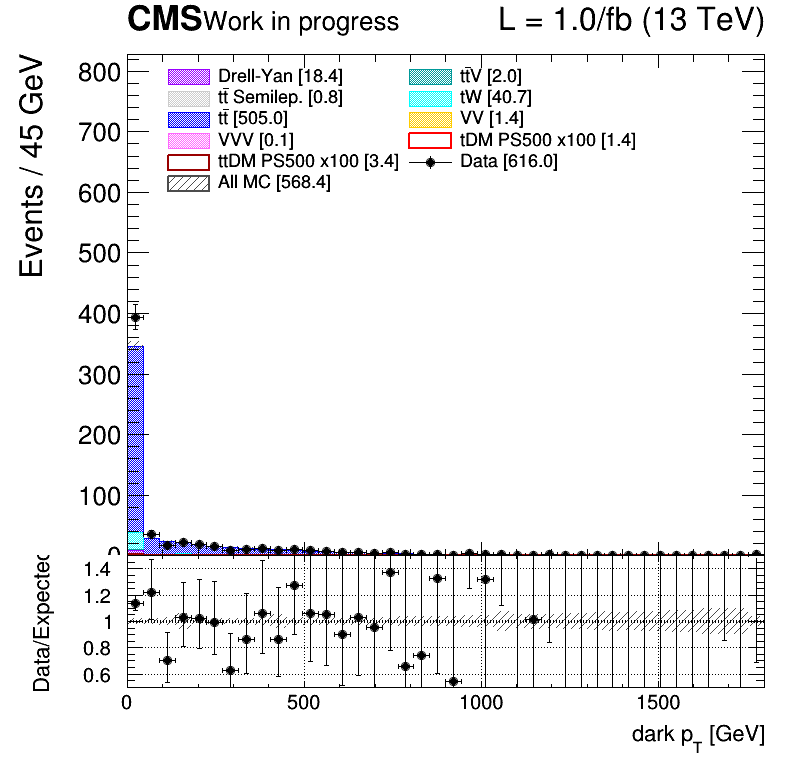 CMS Work in progress L = 1.0/fb (13 TeV)
Events / 45 GeV
800
700
600
500
400
300
200
100
0
Drell-Yan [18.4]
tt̄V [2.0]
tt̄ Semilep. [0.8]
tW [40.7]
tt̄ [505.0]
VV [1.4]
VVV [0.1]
tDM PS500 x100 [1.4]
ttDM PS500 x100 [3.4]
Data [616.0]
All MC [568.4]
Data/Expected
1.4
1.2
1
0.8
0.6
0 500 1000 1500
dark p_T [GeV]